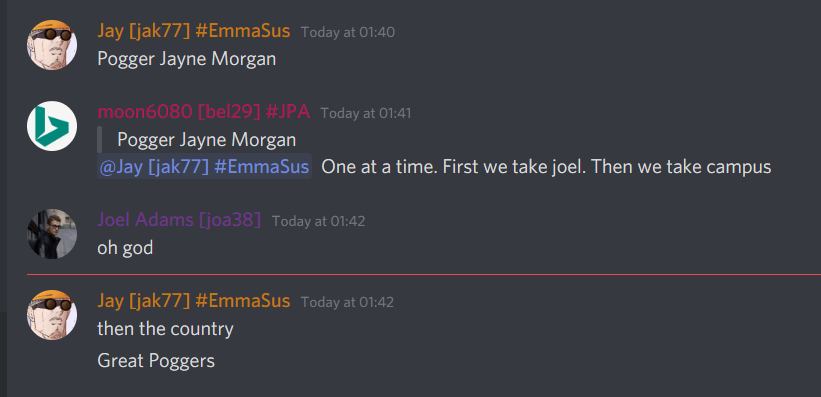 Jay [jak77] #EmmaSus Today at 01:40
Pogger Jayne Morgan
moon6080 [bel29] #JPA Today at 01:41
Pogger Jayne Morgan
@Jay [jak77] #EmmaSus One at a time. First we take joel. Then we take campus
Joel Adams [joa38] Today at 01:42
oh god
Jay [jak77] #EmmaSus Today at 01:42
then the country
Great Poggers